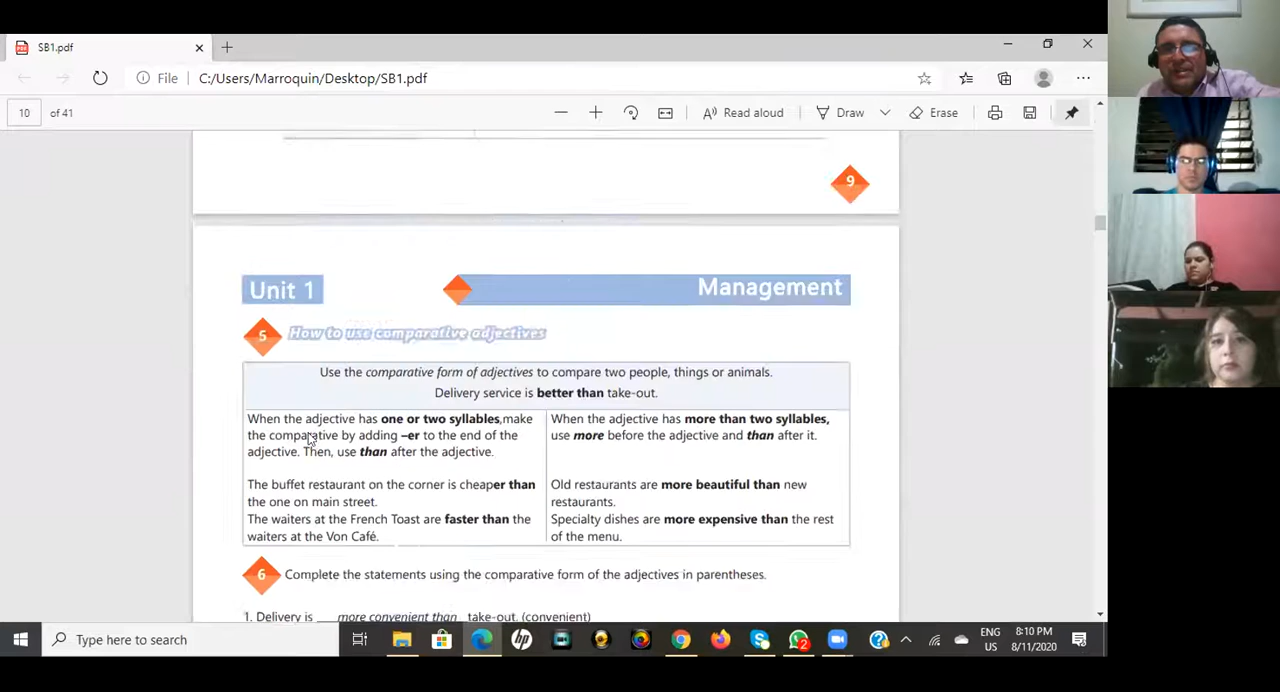 SB1.pdf
File C:/Users/Marroquin/Desktop/SB1.pdf
10 of 41 Read aloud Draw Erase
9
Unit 1 Management
5 How to use comparative adjectives
Use the comparative form of adjectives to compare two people, things or animals.
Delivery service is better than take-out.
When the adjective has one or two syllables,make
the comparative by adding –er to the end of the
adjective. Then, use than after the adjective.
The buffet restaurant on the corner is cheaper than
the one on main street.
The waiters at the French Toast are faster than the
waiters at the Von Café.
When the adjective has more than two syllables,
use more before the adjective and than after it.
Old restaurants are more beautiful than new
restaurants.
Specialty dishes are more expensive than the rest
of the menu.
6 Complete the statements using the comparative form of the adjectives in parentheses.
1. Delivery is __more convenient than_ take-out. (convenient)
Type here to search
hp
2
ENG
US
8:10 PM
8/11/2020